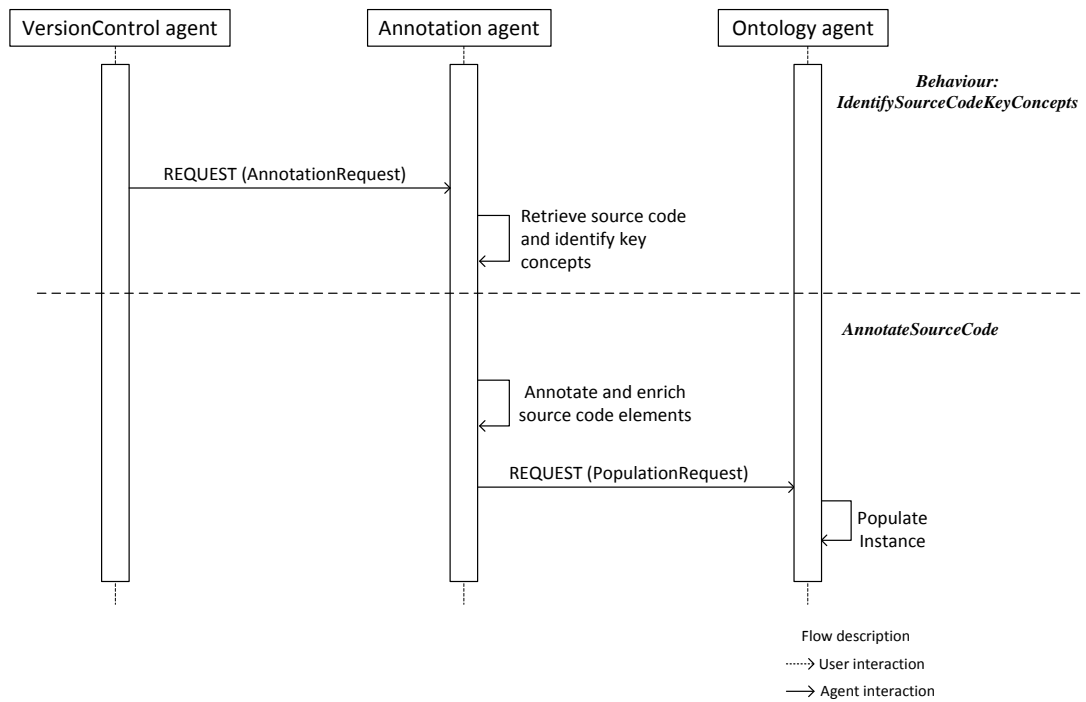 VersionControl agent
Annotation agent
Ontology agent
Behaviour:
IdentifySourceCodeKeyConcepts
REQUEST (AnnotationRequest)
Retrieve source code
and identify key
concepts
AnnotateSourceCode
Annotate and enrich
source code elements
REQUEST (PopulationRequest)
Populate
Instance
Flow description
User interaction
Agent interaction